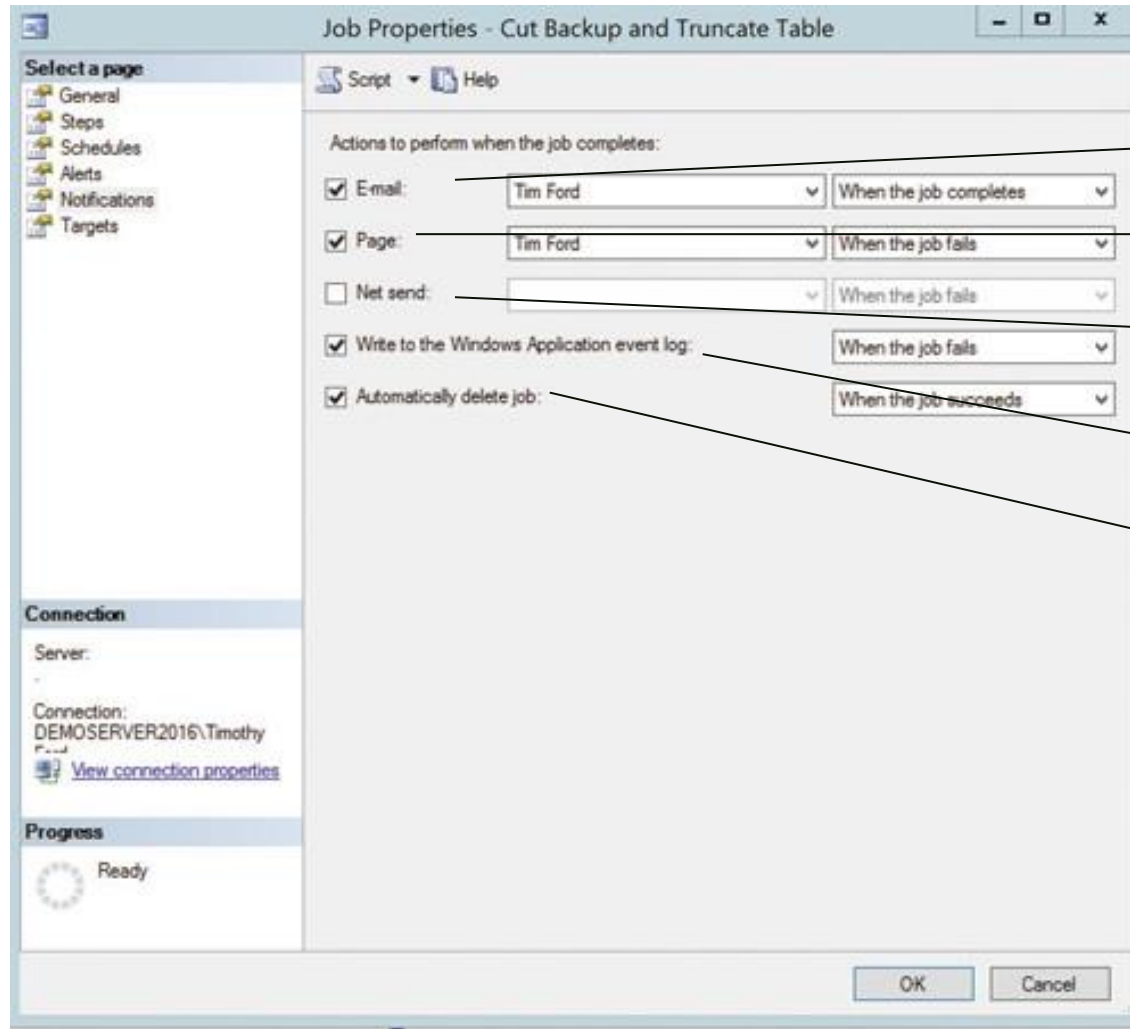 Job Properties - Cut Backup and Truncate Table
Select a page
General
Steps
Schedules
Alerts
Notifications
Targets
Script Help
Actions to perform when the job completes:
E-mail: Tim Ford When the job completes
Page: Tim Ford When the job fails
Net send: When the job fails
Write to the Windows Application event log: When the job fails
Automatically delete job: When the job succeeds
Connection
Server:
.
Connection:
DEMOSERVER2016\Timothy
View connection properties
Progress
Ready
OK Cancel